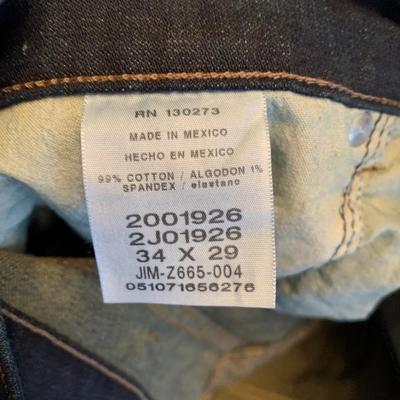 RN 130273
MADE IN MEXICO
HECHO EN MEXICO
99% COTTON / ALGODON 1%
SPANDEX / elastano
2001926
2J01926
34 X 29
JIM-Z665-004
051071656276